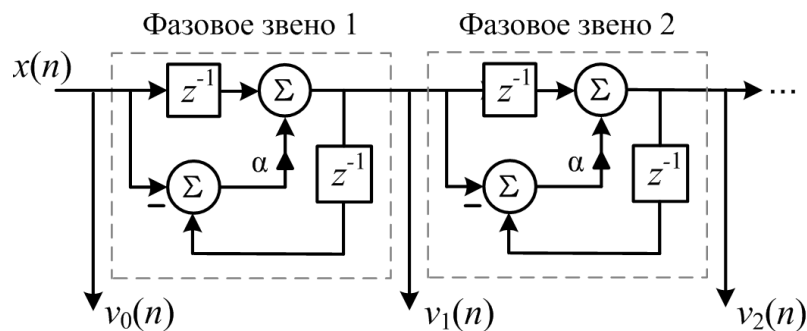 Фазовое звено 1
Фазовое звено 2
x(n)
z⁻¹
Σ
z⁻¹
Σ
...
α
z⁻¹
α
z⁻¹
Σ
Σ
−
−
v₀(n)
v₁(n)
v₂(n)